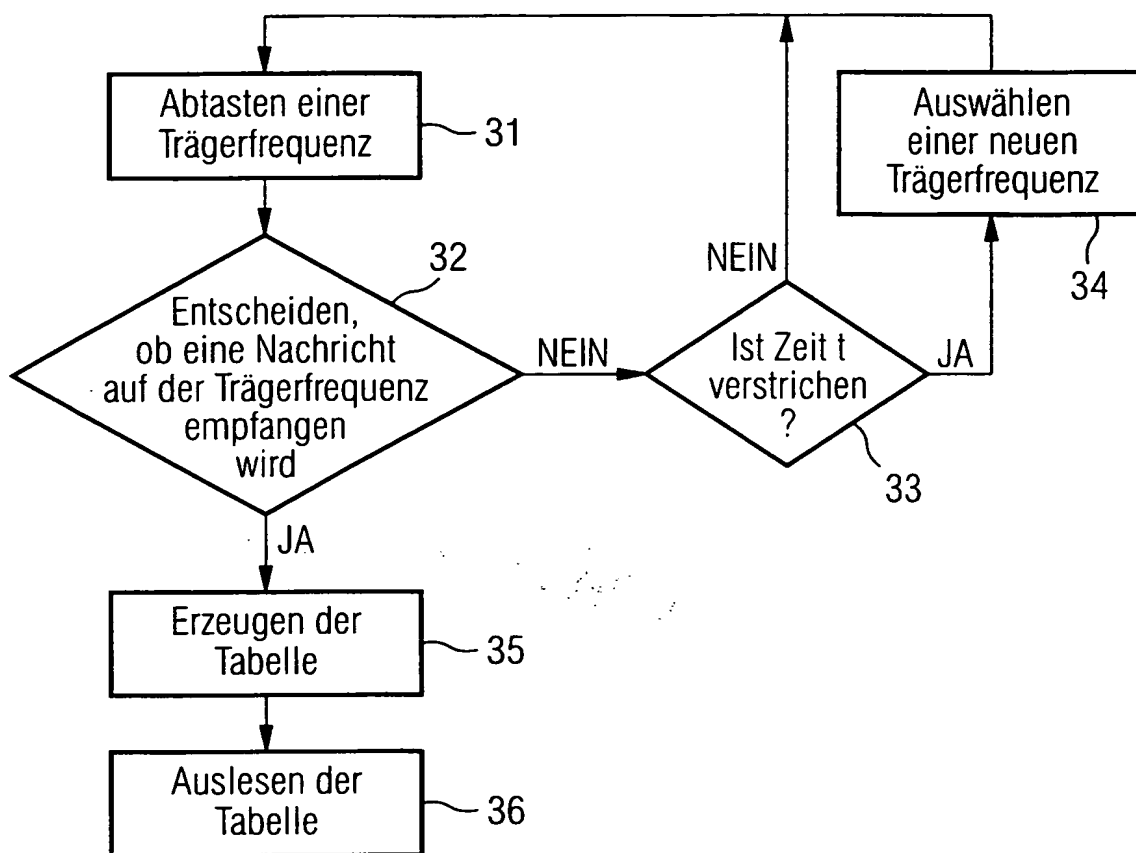 Abtasten einer
Trägerfrequenz
31
Auswählen
einer neuen
Trägerfrequenz
34
32
Entscheiden,
ob eine Nachricht
auf der Trägerfrequenz
empfangen
wird
NEIN
NEIN
Ist Zeit t
verstrichen
?
JA
33
JA
Erzeugen der
Tabelle
35
Auslesen der
Tabelle
36